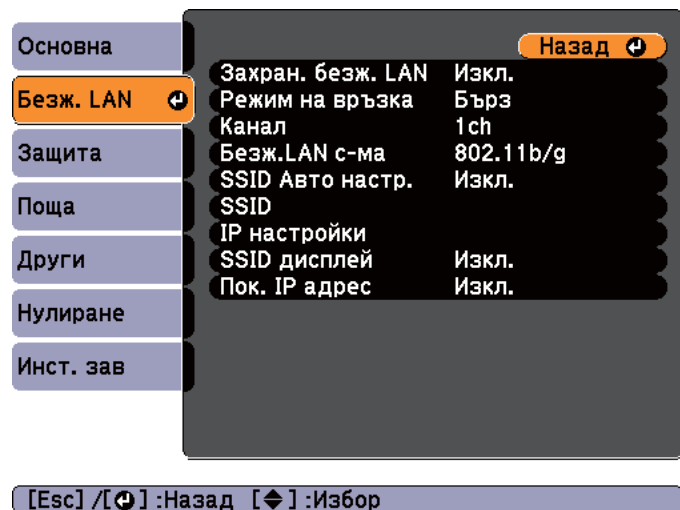 Основна
Безж. LAN
Защита
Поща
Други
Нулиране
Инст. зав
Назад
Захран. безж. LAN Изкл.
Режим на връзка Бърз
Канал 1ch
Безж.LAN с-ма 802.11b/g
SSID Авто настр. Изкл.
SSID
IP настройки
SSID дисплей Изкл.
Пок. IP адрес Изкл.
[Esc] /[⏎] :Назад [◆] :Избор